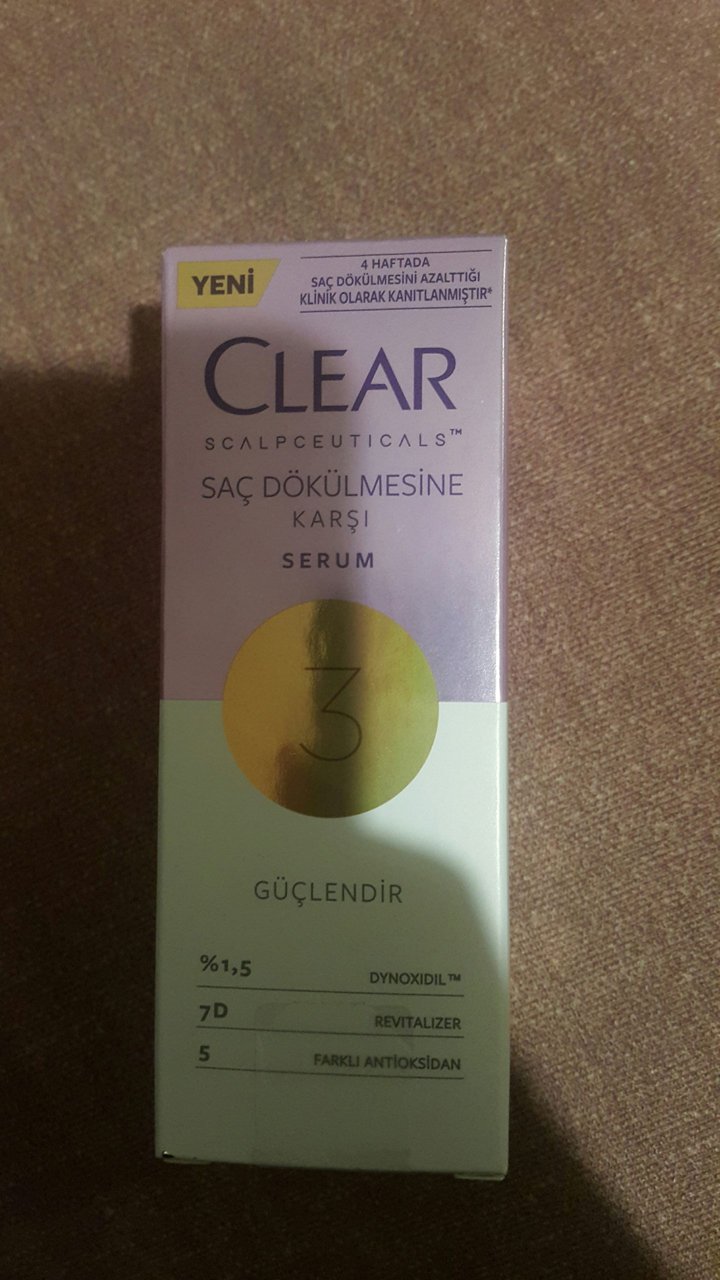 YENİ
4 HAFTADA
SAÇ DÖKÜLMESİNİ AZALTTIĞI
KLİNİK OLARAK KANITLANMIŞTIR*
CLEAR
SCALPCEUTICALS™
SAÇ DÖKÜLMESİNE
KARŞI
SERUM
3
GÜÇLENDİR
%1,5 DYNOXIDIL™
7D REVITALIZER
5 FARKLI ANTİOKSİDAN